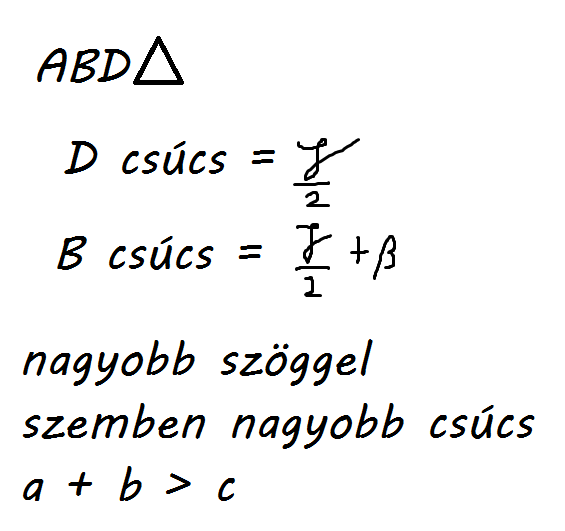 ABD△
D csúcs = γ/2
B csúcs = γ/2 + β
nagyobb szöggel
szemben nagyobb csúcs
a + b > c